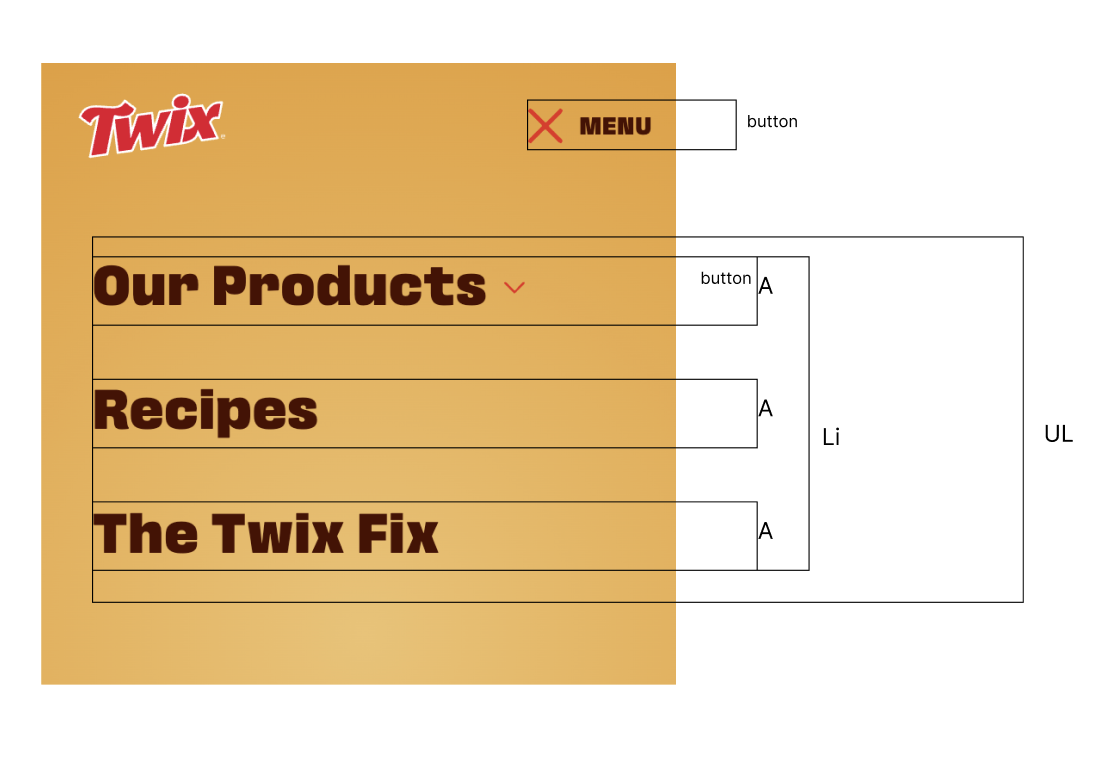 Twix
MENU
button
Our Products
button
A
Recipes
A
Li
UL
The Twix Fix
A